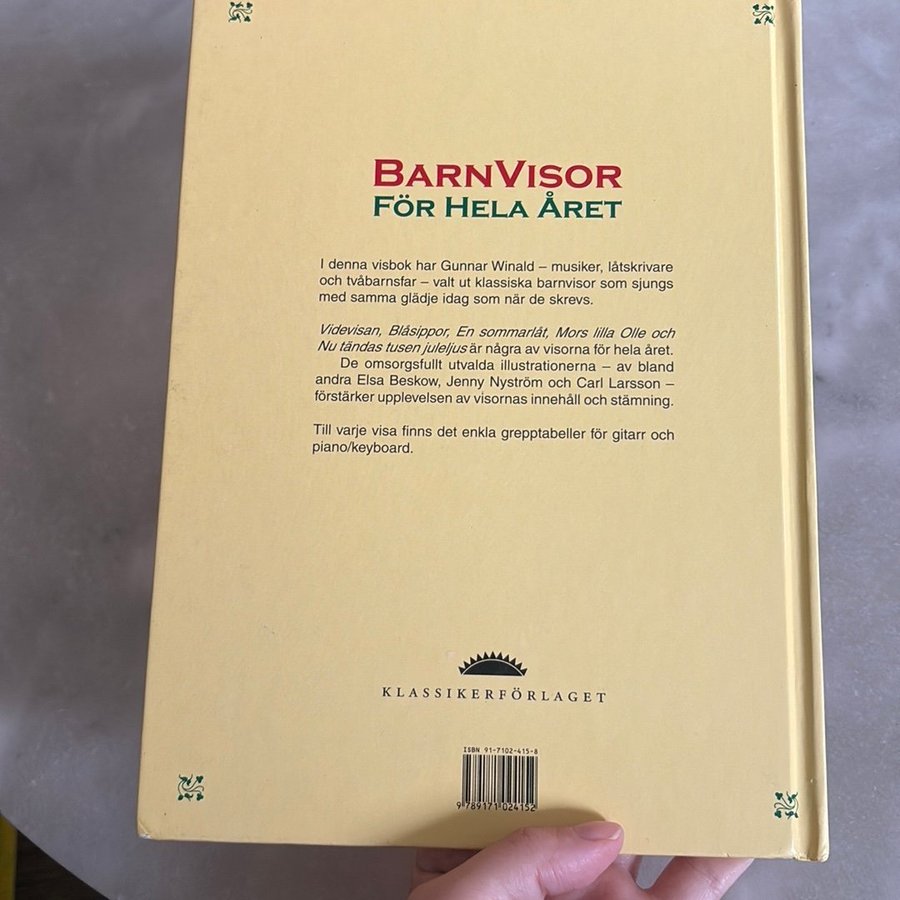 BARNVISOR
FÖR HELA ÅRET
I denna visbok har Gunnar Winald – musiker, låtskrivare
och tvåbarnsfar – valt ut klassiska barnvisor som sjungs
med samma glädje idag som när de skrevs.
Videvisan, Blåsippor, En sommarlåt, Mors lilla Olle och
Nu tändas tusen juleljus är några av visorna för hela året.
De omsorgsfullt utvalda illustrationerna – av bland
andra Elsa Beskow, Jenny Nyström och Carl Larsson –
förstärker upplevelsen av visornas innehåll och stämning.
Till varje visa finns det enkla grepptabeller för gitarr och
piano/keyboard.
KLASSIKERFÖRLAGET
ISBN 91-7102-415-8
9 789171 024152